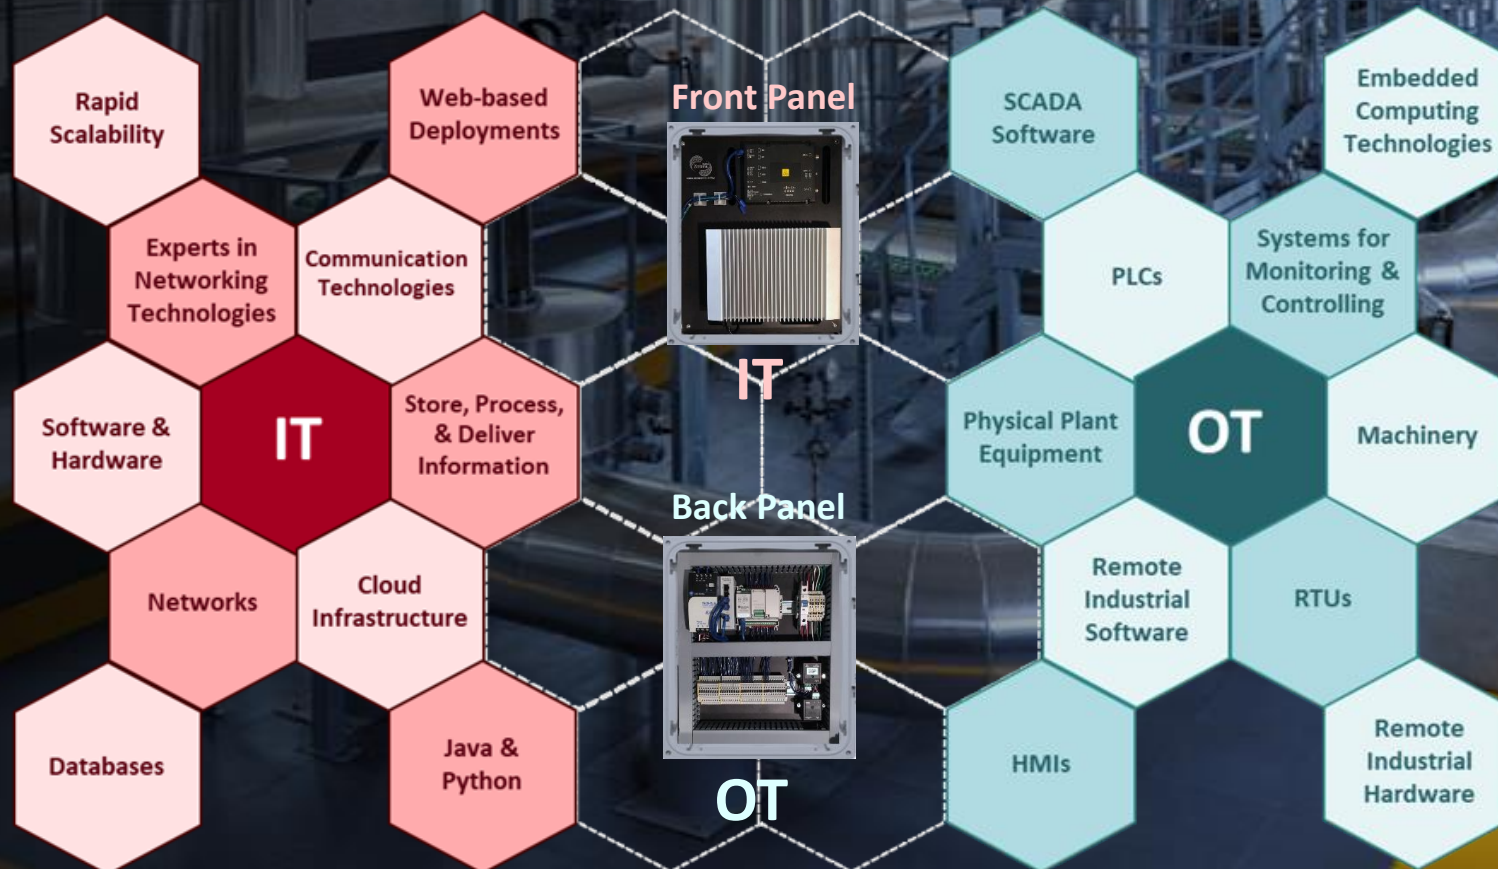 Rapid
Scalability
Web-based
Deployments
Experts in
Networking
Technologies
Communication
Technologies
Software &
Hardware
IT
Store, Process,
& Deliver
Information
Networks
Cloud
Infrastructure
Databases
Java &
Python
Front Panel
IT
Back Panel
OT
SCADA
Software
Embedded
Computing
Technologies
PLCs
Systems for
Monitoring &
Controlling
Physical Plant
Equipment
OT
Machinery
Remote
Industrial
Software
RTUs
HMIs
Remote
Industrial
Hardware